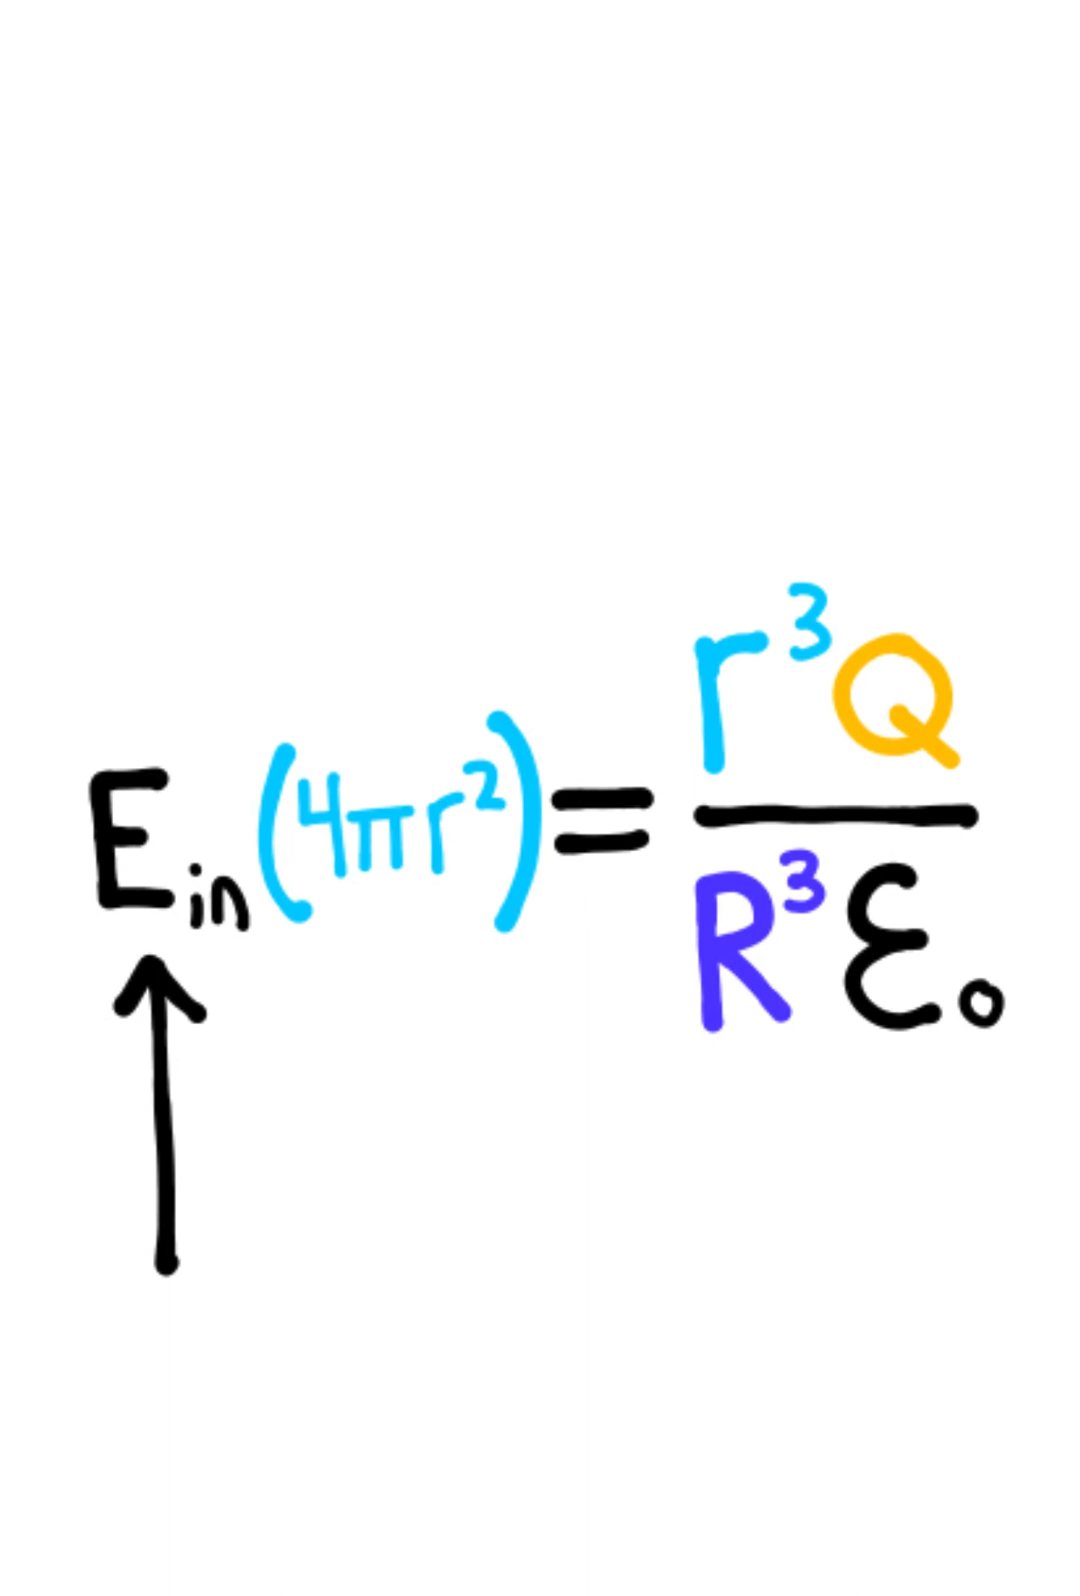 E_in (4πr²) = r³Q / R³ε₀